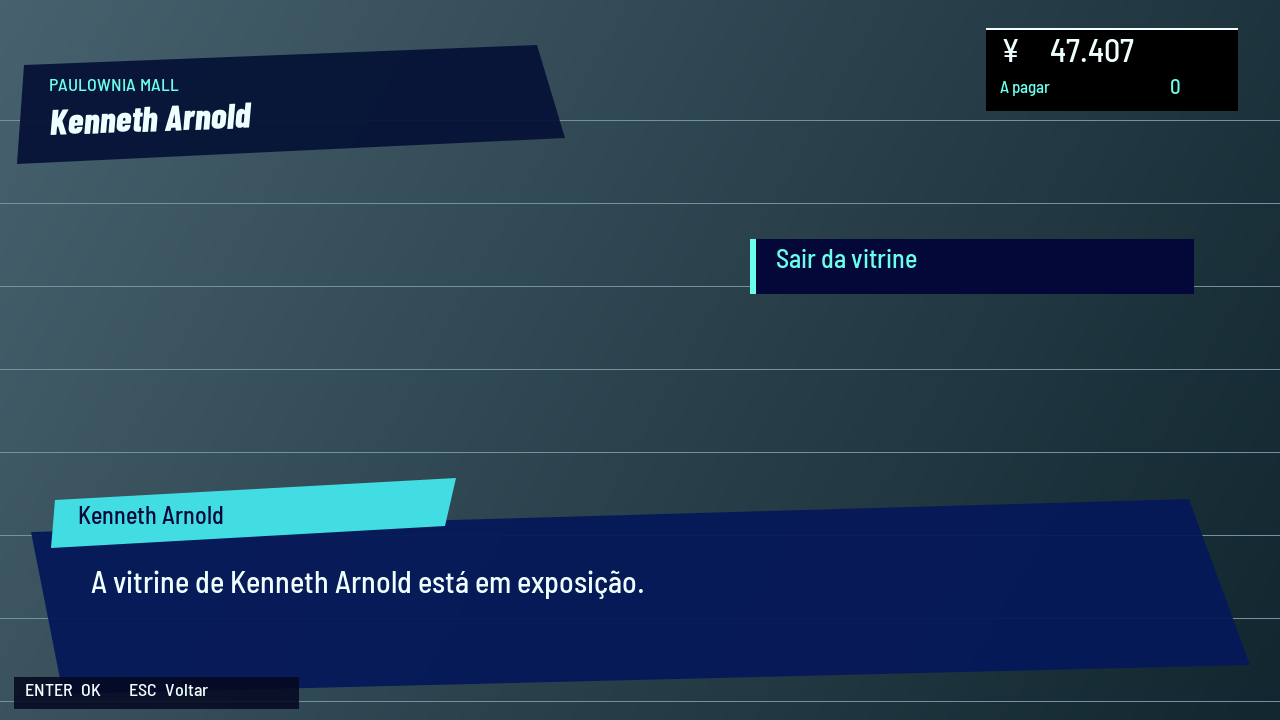 PAULOWNIA MALL
Kenneth Arnold
¥ 47.407
A pagar 0
Sair da vitrine
Kenneth Arnold
A vitrine de Kenneth Arnold está em exposição.
ENTER OK ESC Voltar